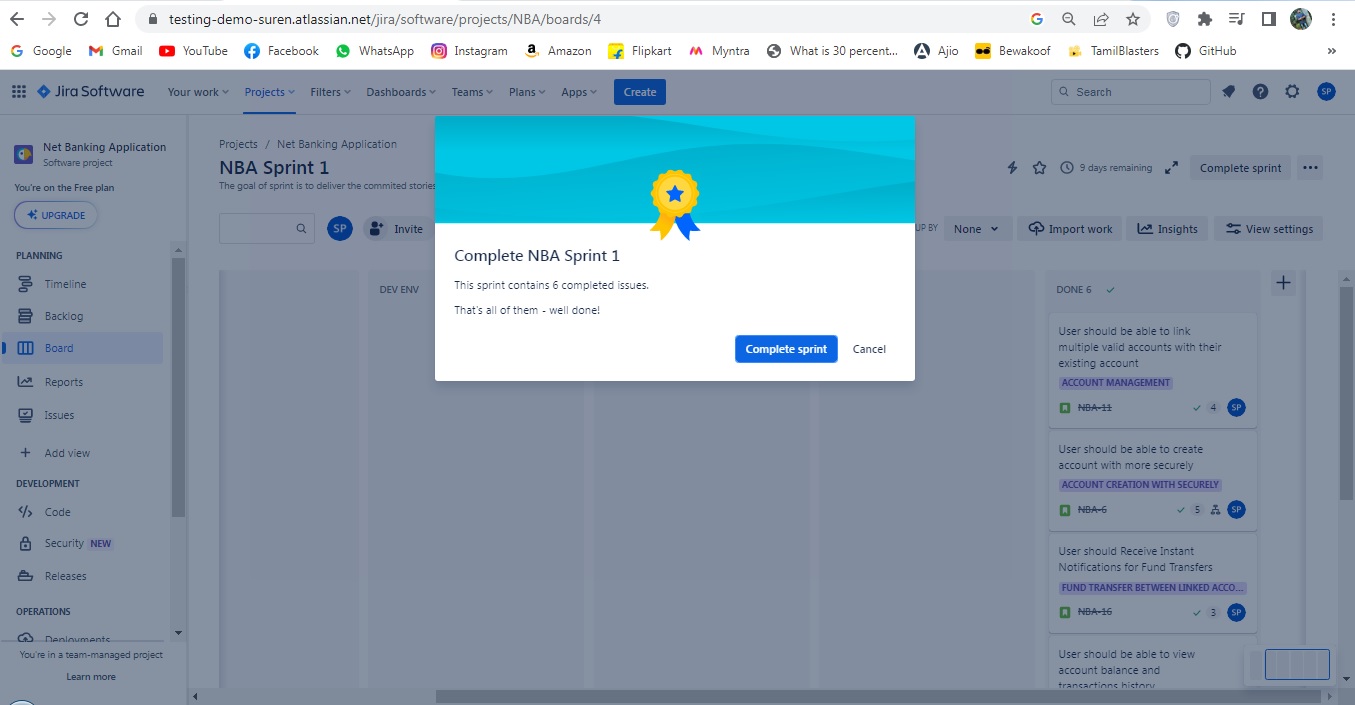 testing-demo-suren.atlassian.net/jira/software/projects/NBA/boards/4
Google Gmail YouTube Facebook WhatsApp Instagram Amazon Flipkart Myntra What is 30 percent... Ajio Bewakoof TamilBlasters GitHub »
Jira Software Your work Projects Filters Dashboards Teams Plans Apps Create Search SP
Net Banking Application
Software project
You're on the Free plan
UPGRADE
PLANNING
Timeline
Backlog
Board
Reports
Issues
Add view
DEVELOPMENT
Code
Security NEW
Releases
OPERATIONS
Deployments
You're in a team-managed project
Learn more
Projects / Net Banking Application
NBA Sprint 1
The goal of sprint is to deliver the commited stories
9 days remaining Complete sprint
SP Invite UP BY None Import work Insights View settings
DEV ENV
Complete NBA Sprint 1
This sprint contains 6 completed issues.
That's all of them - well done!
Complete sprint Cancel
DONE 6
User should be able to link
multiple valid accounts with their
existing account
ACCOUNT MANAGEMENT
NBA-11 4 SP
User should be able to create
account with more securely
ACCOUNT CREATION WITH SECURELY
NBA-6 5 SP
User should Receive Instant
Notifications for Fund Transfers
FUND TRANSFER BETWEEN LINKED ACCO...
NBA-16 3 SP
User should be able to view
account balance and
transactions history